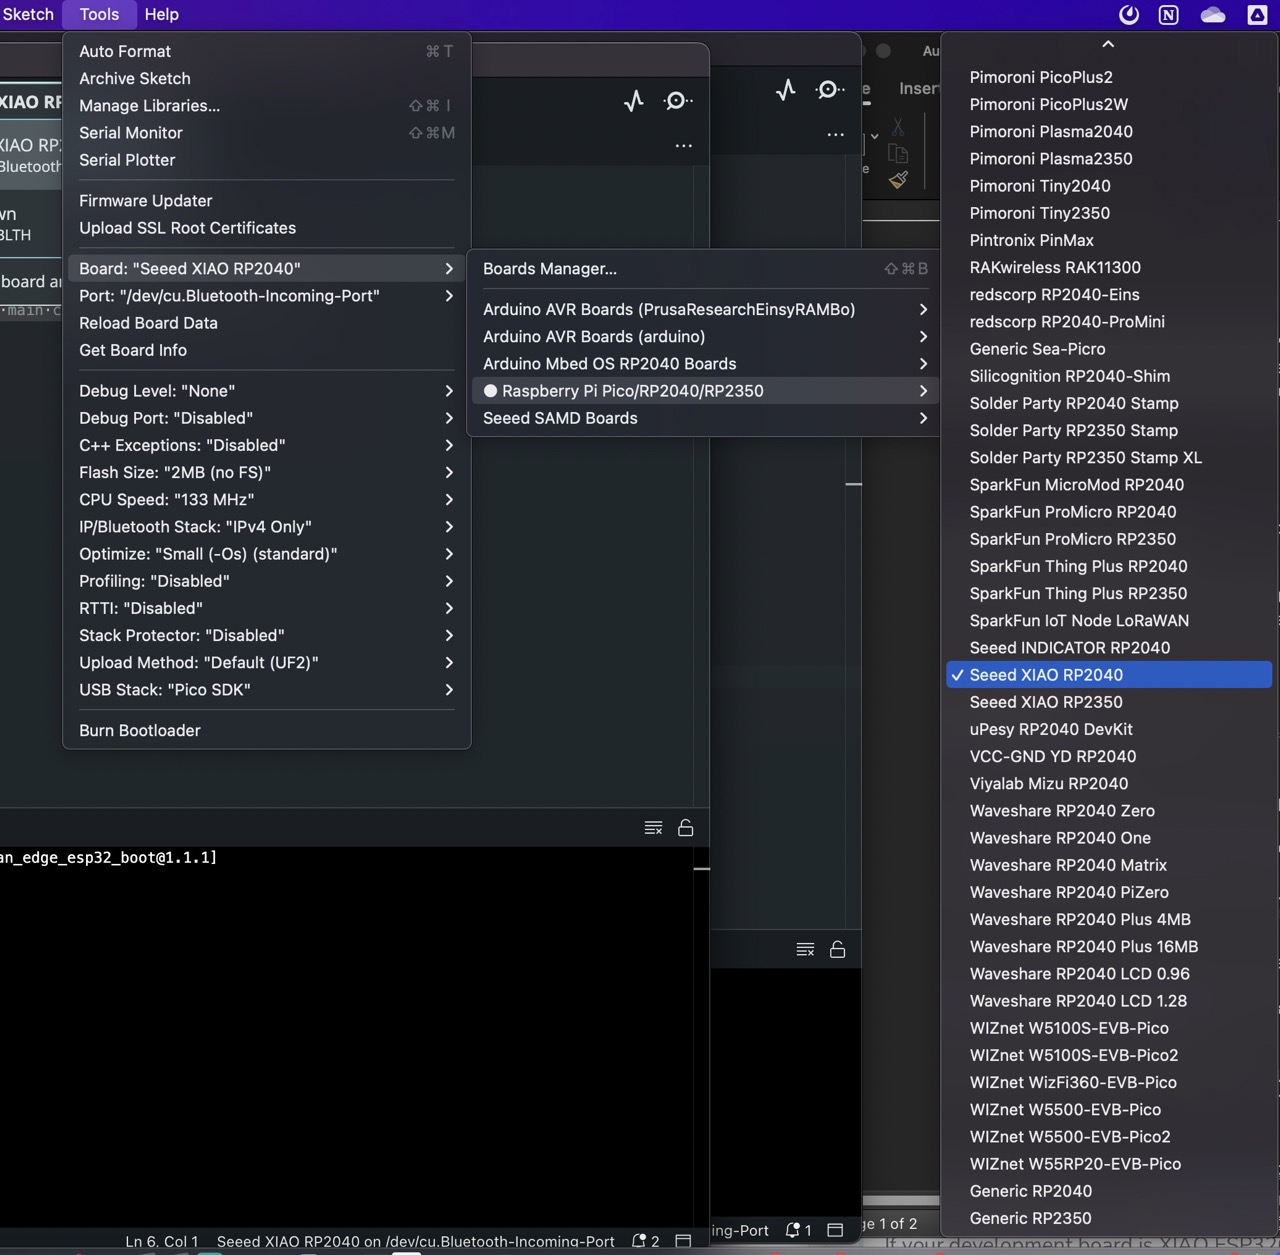 Sketch
Tools
Help
Auto Format ⌘ T
Archive Sketch
Manage Libraries... ⇧⌘ I
Serial Monitor ⇧⌘M
Serial Plotter
Firmware Updater
Upload SSL Root Certificates
Board: "Seeed XIAO RP2040"
Port: "/dev/cu.Bluetooth-Incoming-Port"
Reload Board Data
Get Board Info
Debug Level: "None"
Debug Port: "Disabled"
C++ Exceptions: "Disabled"
Flash Size: "2MB (no FS)"
CPU Speed: "133 MHz"
IP/Bluetooth Stack: "IPv4 Only"
Optimize: "Small (-Os) (standard)"
Profiling: "Disabled"
RTTI: "Disabled"
Stack Protector: "Disabled"
Upload Method: "Default (UF2)"
USB Stack: "Pico SDK"
Burn Bootloader
XIAO RP
XIAO RP2
Bluetooth
wn
BLTH
board an
main c
Boards Manager... ⇧⌘B
Arduino AVR Boards (PrusaResearchEinsyRAMBo)
Arduino AVR Boards (arduino)
Arduino Mbed OS RP2040 Boards
Raspberry Pi Pico/RP2040/RP2350
Seeed SAMD Boards
Au
Inser
Pimoroni PicoPlus2
Pimoroni PicoPlus2W
Pimoroni Plasma2040
Pimoroni Plasma2350
Pimoroni Tiny2040
Pimoroni Tiny2350
Pintronix PinMax
RAKwireless RAK11300
redscorp RP2040-Eins
redscorp RP2040-ProMini
Generic Sea-Picro
Silicognition RP2040-Shim
Solder Party RP2040 Stamp
Solder Party RP2350 Stamp
Solder Party RP2350 Stamp XL
SparkFun MicroMod RP2040
SparkFun ProMicro RP2040
SparkFun ProMicro RP2350
SparkFun Thing Plus RP2040
SparkFun Thing Plus RP2350
SparkFun IoT Node LoRaWAN
Seeed INDICATOR RP2040
✓ Seeed XIAO RP2040
Seeed XIAO RP2350
uPesy RP2040 DevKit
VCC-GND YD RP2040
Viyalab Mizu RP2040
Waveshare RP2040 Zero
Waveshare RP2040 One
Waveshare RP2040 Matrix
Waveshare RP2040 PiZero
Waveshare RP2040 Plus 4MB
Waveshare RP2040 Plus 16MB
Waveshare RP2040 LCD 0.96
Waveshare RP2040 LCD 1.28
WIZnet W5100S-EVB-Pico
WIZnet W5100S-EVB-Pico2
WIZnet WizFi360-EVB-Pico
WIZnet W5500-EVB-Pico
WIZnet W5500-EVB-Pico2
WIZnet W55RP20-EVB-Pico
Generic RP2040
Generic RP2350
an_edge_esp32_boot@1.1.1]
Ln 6, Col 1 Seeed XIAO RP2040 on /dev/cu.Bluetooth-Incoming-Port 2
ing-Port 1
ge 1 of 2
If your development board is XIAO ESP32